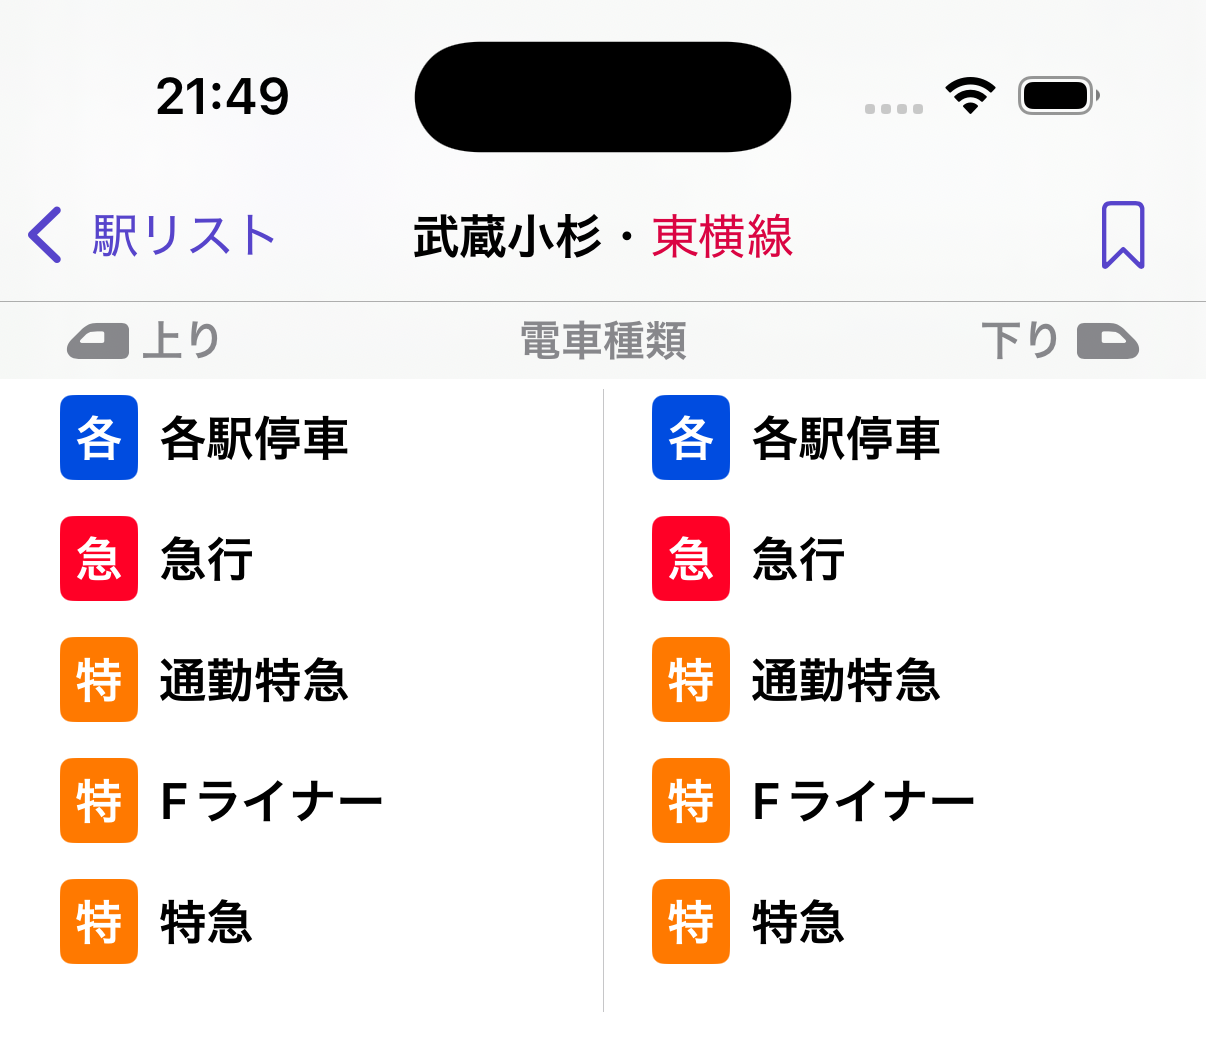 21:49
駅リスト 武蔵小杉・東横線
上り 電車種類 下り
各 各駅停車 各 各駅停車
急 急行 急 急行
特 通勤特急 特 通勤特急
特 Fライナー 特 Fライナー
特 特急 特 特急